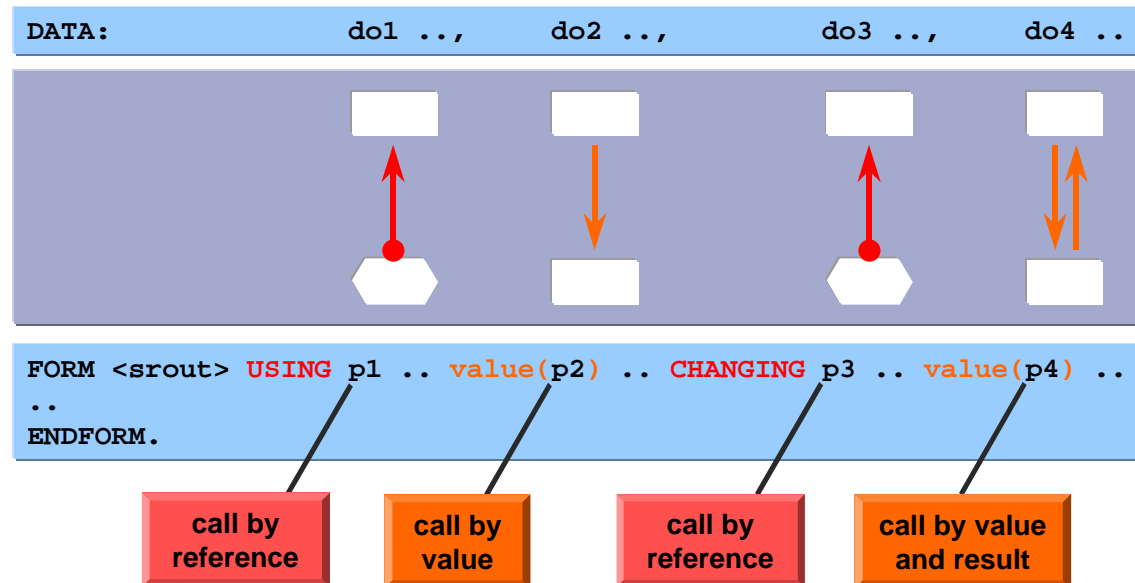 DATA: do1 .., do2 .., do3 .., do4 ..
FORM <srout> USING p1 .. value(p2) .. CHANGING p3 .. value(p4) ..
..
ENDFORM.
call by
reference
call by
value
call by
reference
call by value
and result